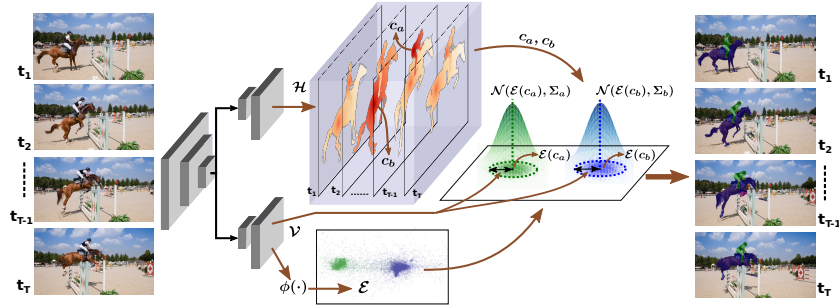 t1
t2
tT-1
tT
H
ca
cb
t1
t2
......
tT-1
tT
V
ϕ(·)
E
ca, cb
N(E(ca), Σa)
N(E(cb), Σb)
E(ca)
E(cb)
t1
t2
tT-1
tT